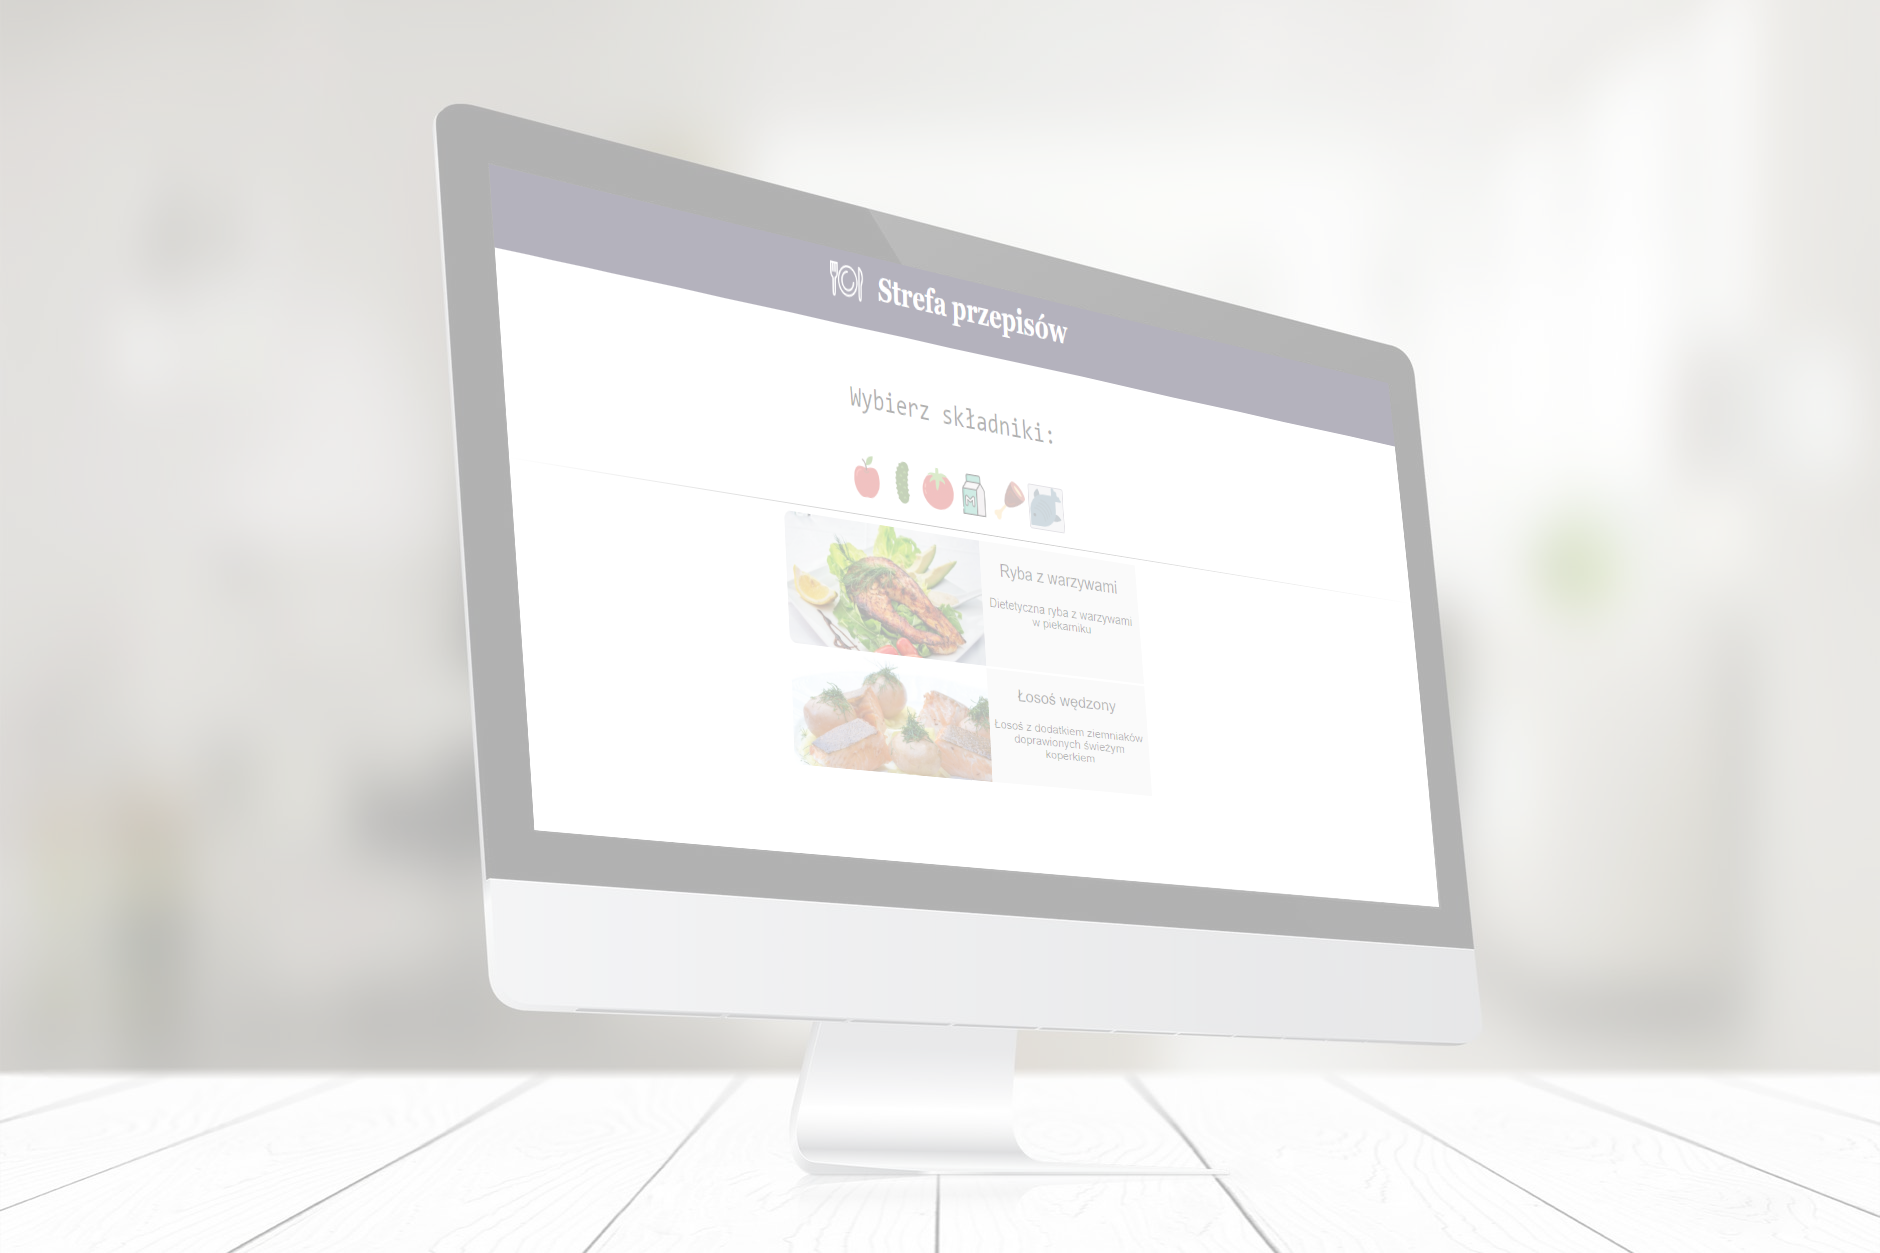 Strefa przepisów
Wybierz składniki:
M
Ryba z warzywami
Dietetyczna ryba z warzywami
w piekarniku
Łosoś wędzony
Łosoś z dodatkiem ziemniaków
doprawionych świeżym
koperkiem